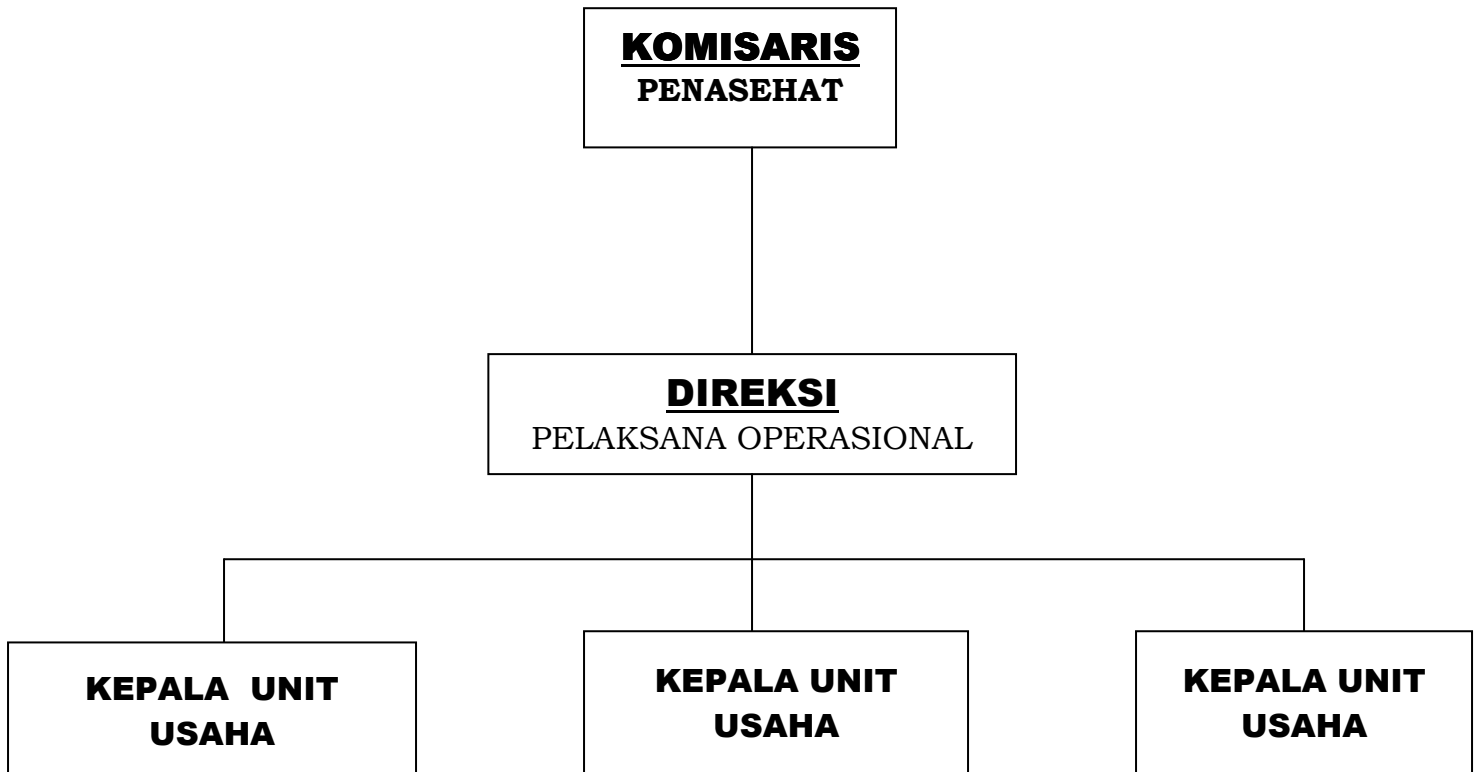 KOMISARIS
PENASEHAT
DIREKSI
PELAKSANA OPERASIONAL
KEPALA UNIT
USAHA
KEPALA UNIT
USAHA
KEPALA UNIT
USAHA